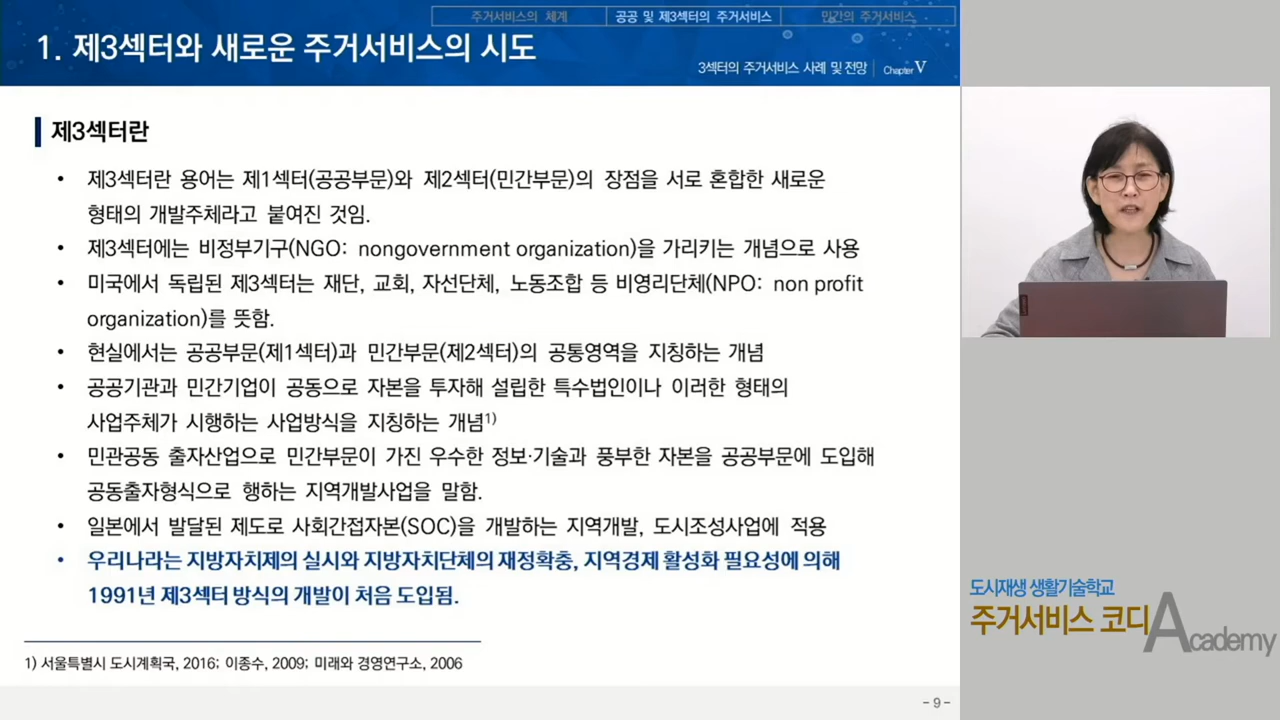 주거서비스의 체계
공공 및 제3섹터의 주거서비스
민간의 주거서비스
1. 제3섹터와 새로운 주거서비스의 시도
3섹터의 주거서비스 사례 및 전망 | Chapter V
제3섹터란
• 제3섹터란 용어는 제1섹터(공공부문)와 제2섹터(민간부문)의 장점을 서로 혼합한 새로운
형태의 개발주체라고 붙여진 것임.
• 제3섹터에는 비정부기구(NGO: nongovernment organization)을 가리키는 개념으로 사용
• 미국에서 독립된 제3섹터는 재단, 교회, 자선단체, 노동조합 등 비영리단체(NPO: non profit
organization)를 뜻함.
• 현실에서는 공공부문(제1섹터)과 민간부문(제2섹터)의 공통영역을 지칭하는 개념
• 공공기관과 민간기업이 공동으로 자본을 투자해 설립한 특수법인이나 이러한 형태의
사업주체가 시행하는 사업방식을 지칭하는 개념1)
• 민관공동 출자산업으로 민간부문이 가진 우수한 정보·기술과 풍부한 자본을 공공부문에 도입해
공동출자형식으로 행하는 지역개발사업을 말함.
• 일본에서 발달된 제도로 사회간접자본(SOC)을 개발하는 지역개발, 도시조성사업에 적용
• 우리나라는 지방자치제의 실시와 지방자치단체의 재정확충, 지역경제 활성화 필요성에 의해
1991년 제3섹터 방식의 개발이 처음 도입됨.
1) 서울특별시 도시계획국, 2016; 이종수, 2009; 미래와 경영연구소, 2006
- 9 -
도시재생 생활기술학교
주거서비스 코디 Academy